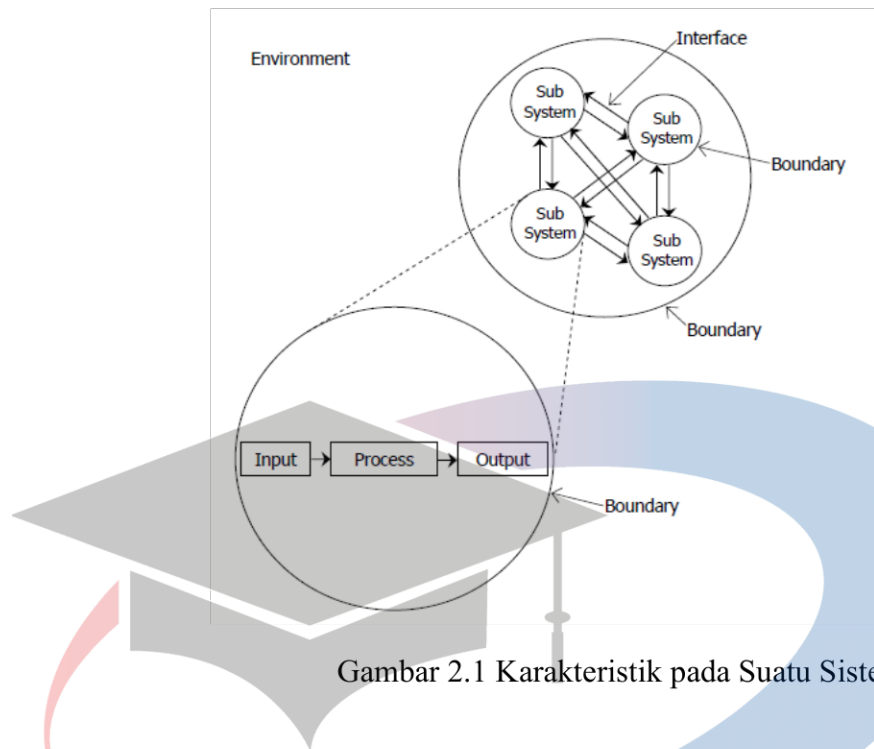 Environment
Interface
Sub
System
Sub
System
Boundary
Sub
System
Sub
System
Boundary
Input
Process
Output
Boundary
Gambar 2.1 Karakteristik pada Suatu Siste